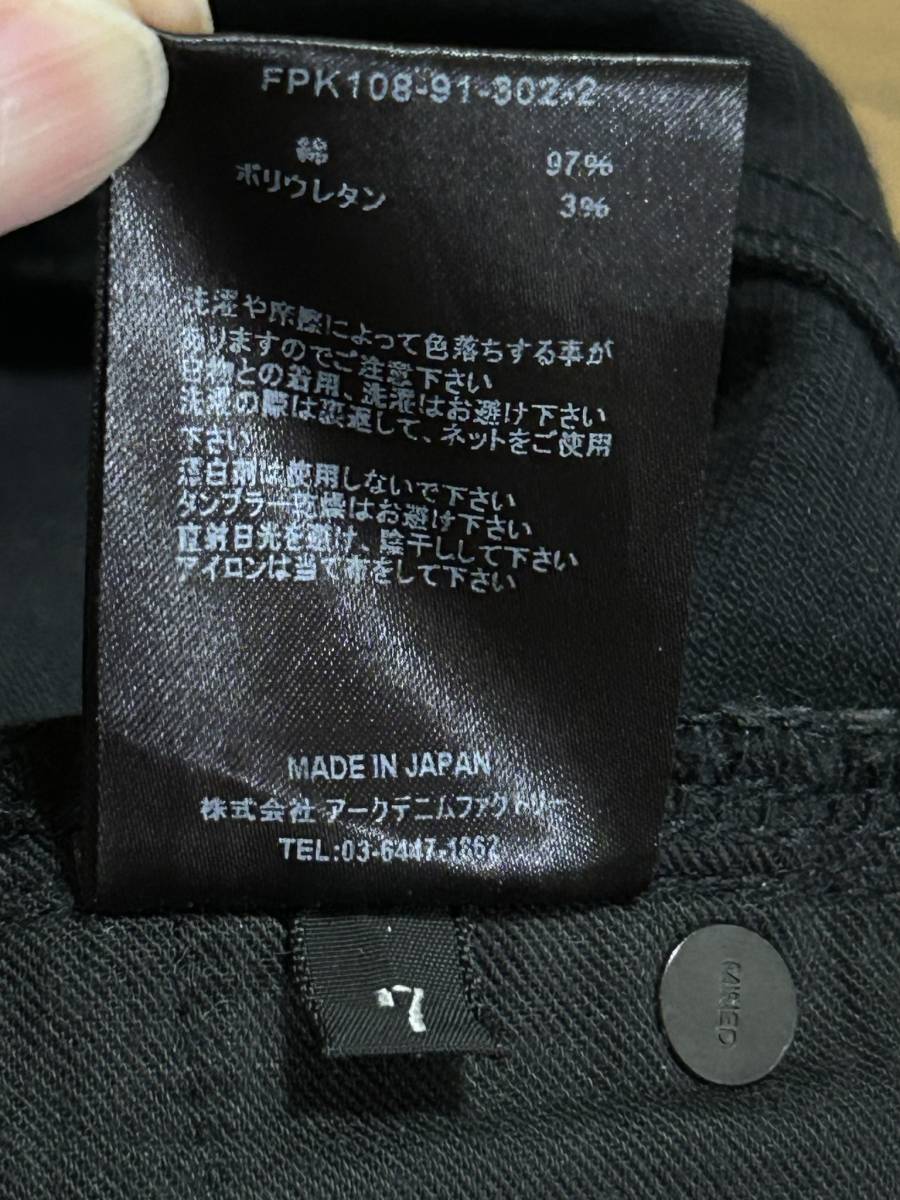 FPK108-91-302-2
綿 97%
ポリウレタン 3%
洗濯や摩擦によって色落ちする事が
ありますのでご注意下さい
白物との着用、洗濯はお避け下さい
洗濯の際は裏返して、ネットをご使用
下さい
漂白剤は使用しないで下さい
タンブラー乾燥はお避け下さい
直射日光を避け、陰干しして下さい
アイロンは当て布をして下さい
MADE IN JAPAN
株式会社 アークデニムファクトリー
TEL:03-6447-1862